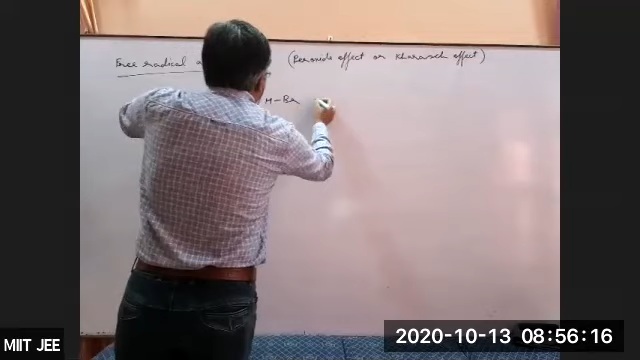 Free radical (Peroxide effect or Kharasch effect)
H-Br
MIIT JEE
2020-10-13 08:56:16